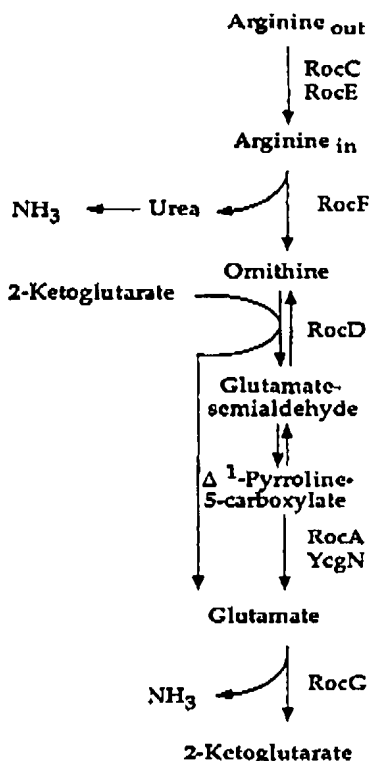 Arginine out
RocC
RocE
Arginine in
NH3 Urea RocF
Ornithine
2-Ketoglutarate
RocD
Glutamate-
semialdehyde
Δ 1-Pyrroline-
5-carboxylate
RocA
YcgN
Glutamate
NH3 RocG
2-Ketoglutarate